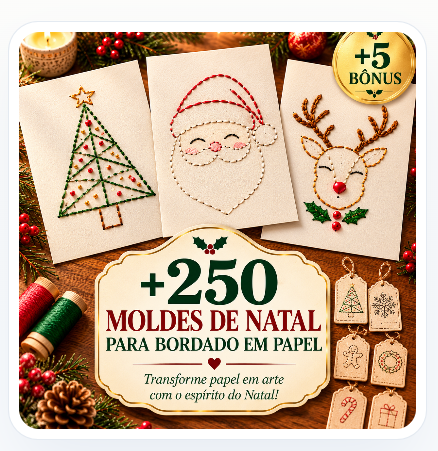 +5
BÔNUS
+250
MOLDES DE NATAL
PARA BORDADO EM PAPEL
Transforme papel em arte
com o espírito do Natal!